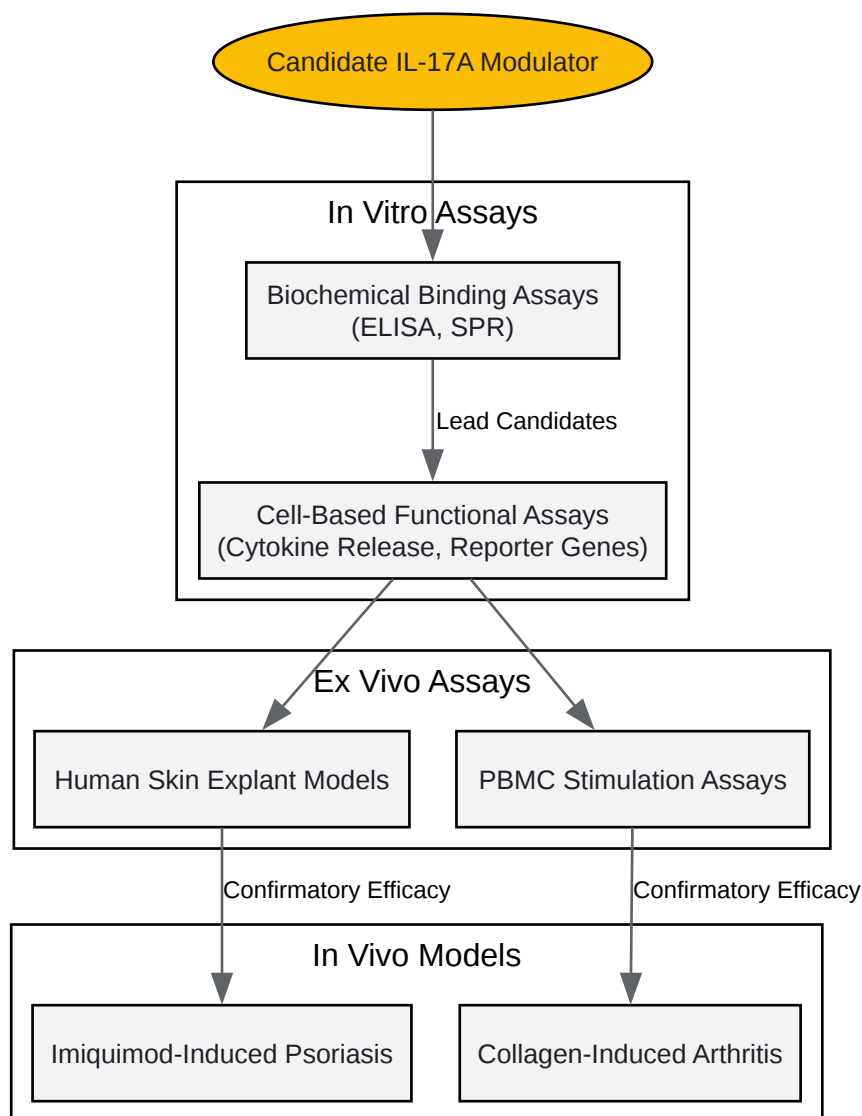 Candidate IL-17A Modulator
In Vitro Assays
Biochemical Binding Assays
(ELISA, SPR)
Lead Candidates
Cell-Based Functional Assays
(Cytokine Release, Reporter Genes)
Ex Vivo Assays
Human Skin Explant Models
PBMC Stimulation Assays
Confirmatory Efficacy
Confirmatory Efficacy
In Vivo Models
Imiquimod-Induced Psoriasis
Collagen-Induced Arthritis